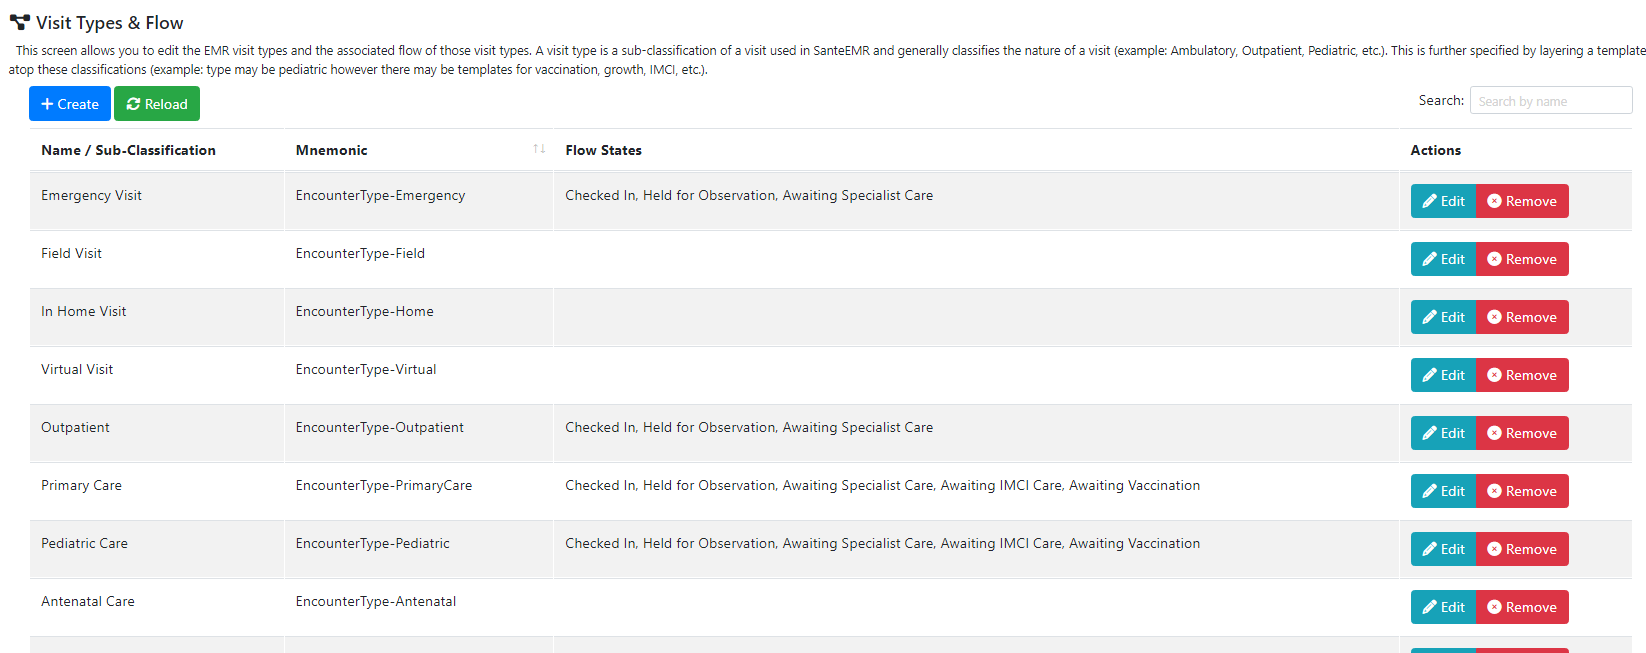 Visit Types & Flow
This screen allows you to edit the EMR visit types and the associated flow of those visit types. A visit type is a sub-classification of a visit used in SanteEMR and generally classifies the nature of a visit (example: Ambulatory, Outpatient, Pediatric, etc.). This is further specified by layering a template
atop these classifications (example: type may be pediatric however there may be templates for vaccination, growth, IMCI, etc.).
Create Reload Search: Search by name
Name / Sub-Classification Mnemonic Flow States Actions
Emergency Visit EncounterType-Emergency Checked In, Held for Observation, Awaiting Specialist Care Edit Remove
Field Visit EncounterType-Field Edit Remove
In Home Visit EncounterType-Home Edit Remove
Virtual Visit EncounterType-Virtual Edit Remove
Outpatient EncounterType-Outpatient Checked In, Held for Observation, Awaiting Specialist Care Edit Remove
Primary Care EncounterType-PrimaryCare Checked In, Held for Observation, Awaiting Specialist Care, Awaiting IMCI Care, Awaiting Vaccination Edit Remove
Pediatric Care EncounterType-Pediatric Checked In, Held for Observation, Awaiting Specialist Care, Awaiting IMCI Care, Awaiting Vaccination Edit Remove
Antenatal Care EncounterType-Antenatal Edit Remove